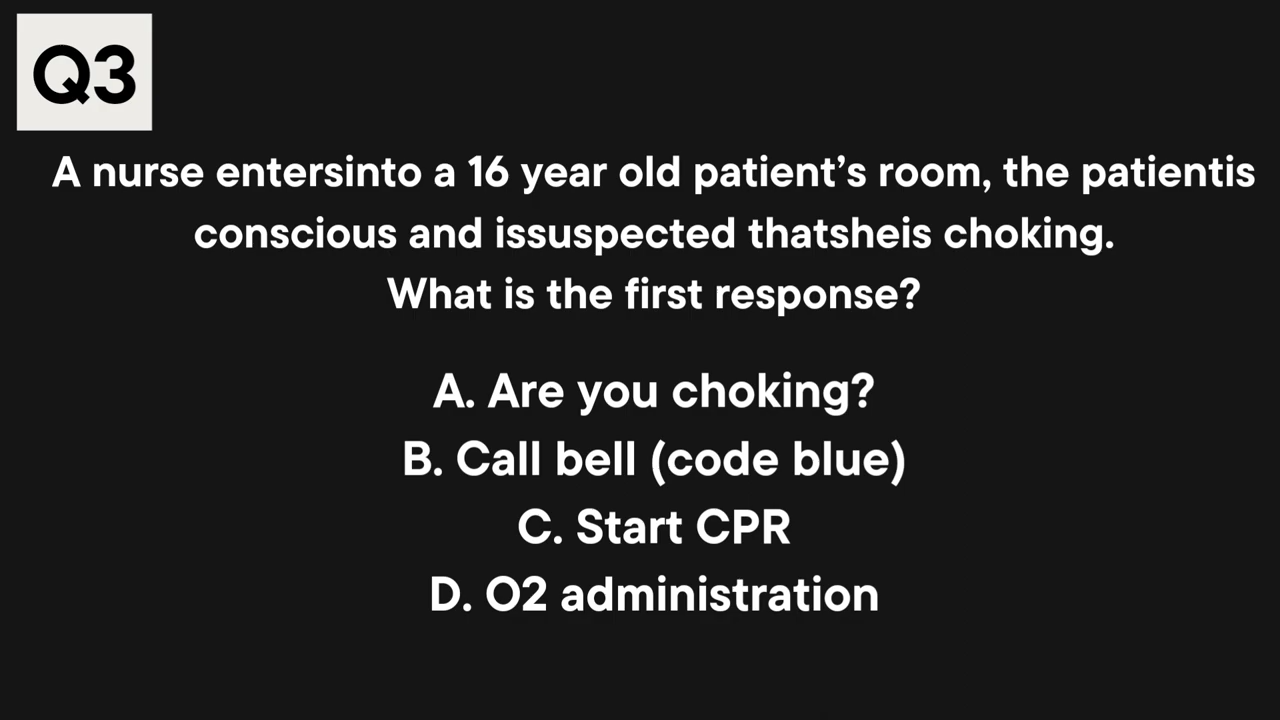 Q3
A nurse entersinto a 16 year old patient’s room, the patientis
conscious and issuspected thatsheis choking.
What is the first response?
A. Are you choking?
B. Call bell (code blue)
C. Start CPR
D. O2 administration